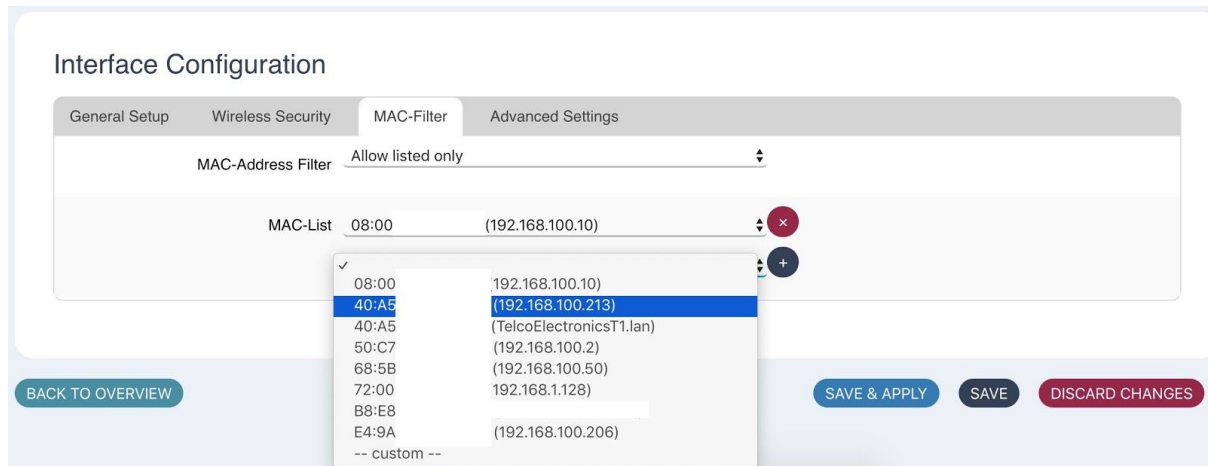 Interface Configuration
General Setup Wireless Security MAC-Filter Advanced Settings
MAC-Address Filter Allow listed only
MAC-List 08:00 (192.168.100.10) ×
+
✓
08:00 192.168.100.10)
40:A5 (192.168.100.213)
40:A5 (TelcoElectronicsT1.lan)
50:C7 (192.168.100.2)
68:5B (192.168.100.50)
72:00 192.168.1.128)
B8:E8
E4:9A (192.168.100.206)
-- custom --
BACK TO OVERVIEW SAVE & APPLY SAVE DISCARD CHANGES